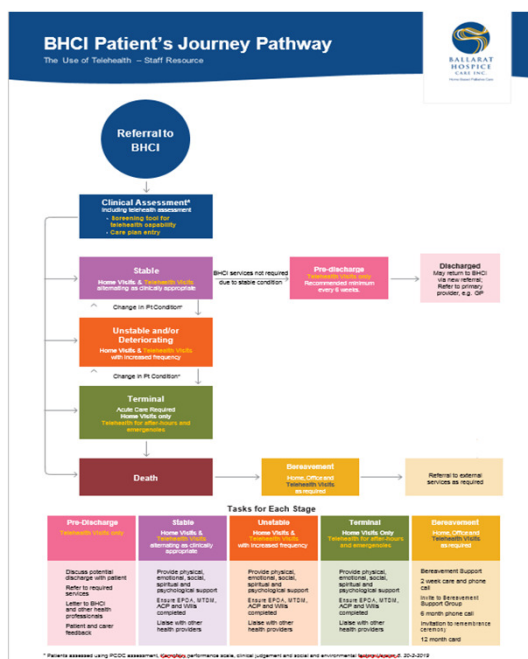 BHCI Patient's Journey Pathway
The Use of Telehealth – Staff Resource
BALLARAT
HOSPICE
CARE INC.
Home-Based Palliative Care
Referral to
BHCI
Clinical Assessment*
Including telehealth assessment
- Screening tool for
telehealth capability
- Care plan entry
Stable
Home Visits & Telehealth Visits
alternating as clinically appropriate
BHCI services not required
due to stable condition
Pre-discharge
Telehealth Visits only
Recommended minimum
every 6 weeks.
Discharged
May return to BHCI
via new referral;
Refer to primary
provider, e.g. GP
Change in Pt Condition*
Unstable and/or
Deteriorating
Home Visits & Telehealth Visits
with increased frequency
Change in Pt Condition*
Terminal
Acute Care Required
Home Visits only
Telehealth for after-hours and
emergencies
Death
Bereavement
Home, Office and
Telehealth Visits
as required
Referral to external
services as required
Tasks for Each Stage
Pre-Discharge
Telehealth Visits only
Discuss potential
discharge with patient
Refer to required
services
Letter to BHCI
and other health
professionals
Patient and carer
feedback
Stable
Home Visits &
Telehealth Visits
alternating as clinically
appropriate
Provide physical,
emotional, social,
spiritual and
psychological support
Ensure EPOA, MTDM,
ACP and Wills
completed
Liaise with other
health providers
Unstable
Home Visits &
Telehealth Visits
with increased frequency
Provide physical,
emotional, social,
spiritual and
psychological support
Ensure EPOA, MTDM,
ACP and Wills
completed
Liaise with other
health providers
Terminal
Home Visits Only
Telehealth for after-hours
and emergencies
Provide physical,
emotional, social,
spiritual and
psychological support
Ensure EPOA, MTDM,
ACP and Wills
completed
Liaise with other
health providers
Bereavement
Home, Office and
Telehealth Visits
as required
Bereavement Support
2 week care and phone
call
Invite to Bereavement
Support Group
6 month phone call
Invitation to remembrance
ceremony
12 month card
* Patients assessed using PCOC assessment, performance scale, clinical judgement and social and environmental